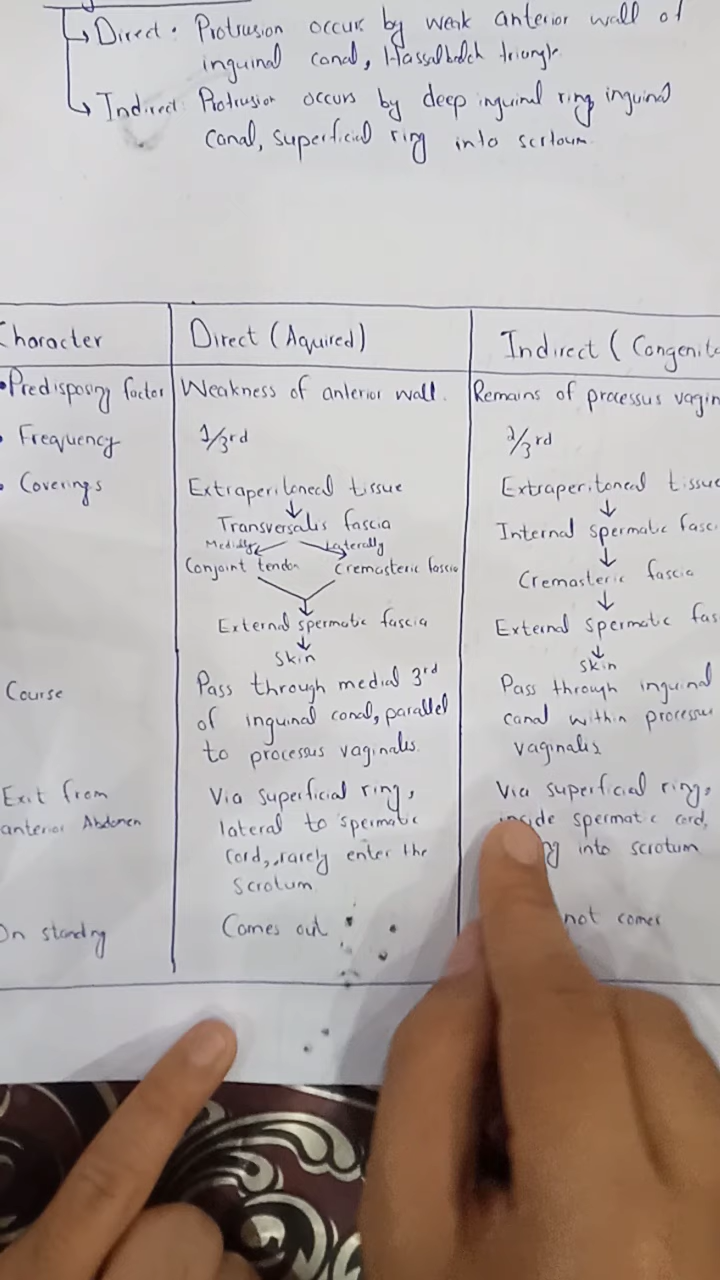 Direct: Protrusion occurs by weak anterior wall of
inguinal canal, Hassalbalch triangle
Indirect: Protrusion occurs by deep inguinal ring, inguinal
canal, superficial ring into
Character
Direct (Aquired)
Indirect (Congenita
Predisposing factor
Weakness of anterior wall.
Remains of processus vagin
Frequency
1/3rd
2/3rd
Coverings
Extraperitoneal tissue
Transversalis fascia
Medially
Laterally
Conjoint tendon
Cremasteric fascia
External spermatic fascia
Skin
Extraperitoneal tissue
Internal spermatic fasc
Cremasteric fascia
External spermatic fas
Skin
Course
Pass through medial 3rd
of inguinal canal, parallel
to processus vaginalis.
Pass through inguinal
canal within processu
vaginalis
Exit from
anterior Abdomen
Via superficial ring,
lateral to spermatic
cord, rarely enter the
scrotum
Via superficial ring,
inside spermatic cord,
into scrotum
On standing
Comes out
not comes